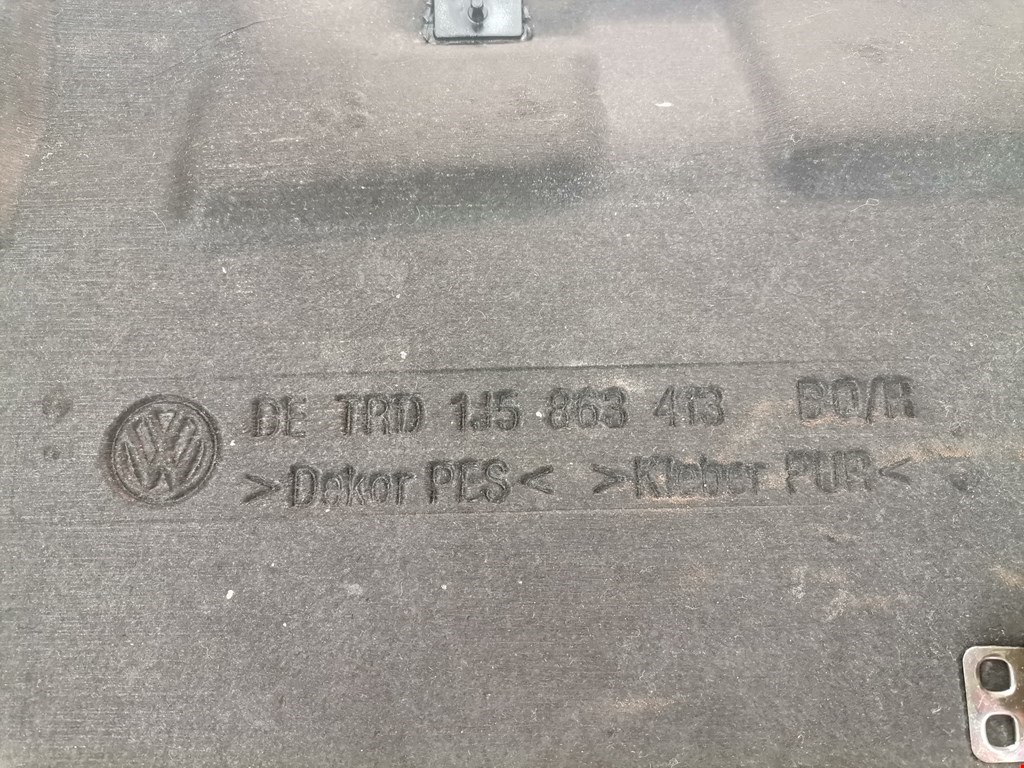 DE TRD 1J5 863 413 BO/R
>Dekor PES< >Kleber PUR<